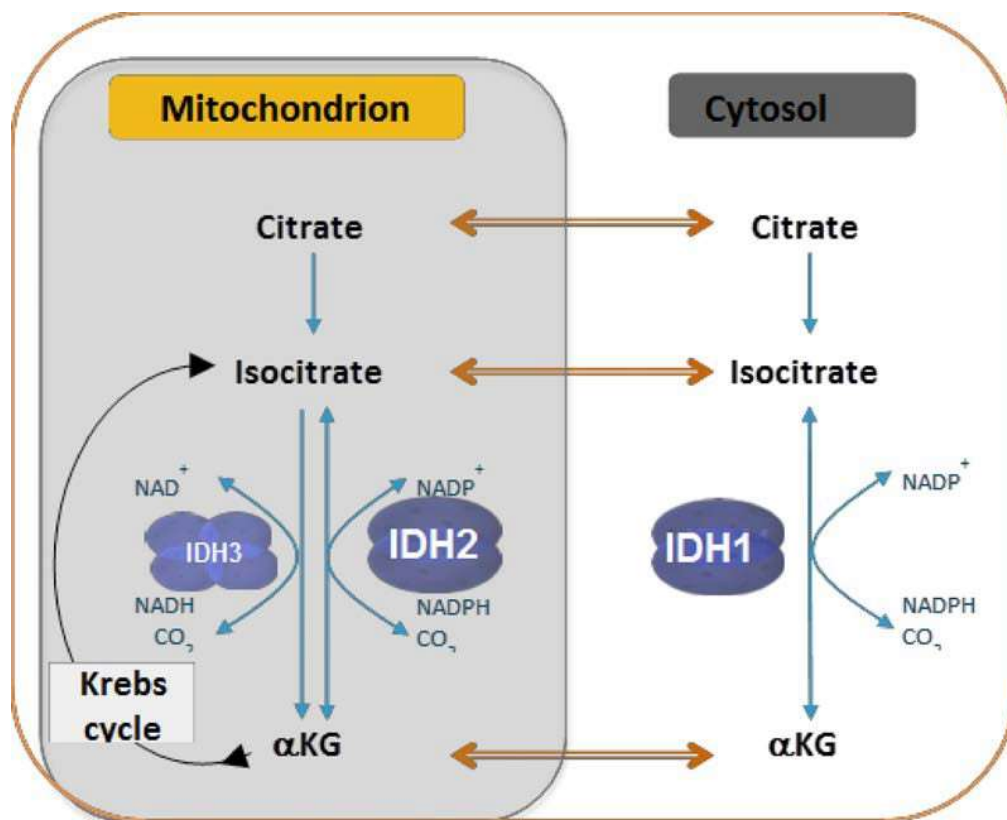 Mitochondrion
Cytosol
Citrate
Citrate
Isocitrate
Isocitrate
NAD+
NADP+
NADP+
IDH3
IDH2
IDH1
NADH
CO2
NADPH
CO2
NADPH
CO2
Krebs
cycle
αKG
αKG